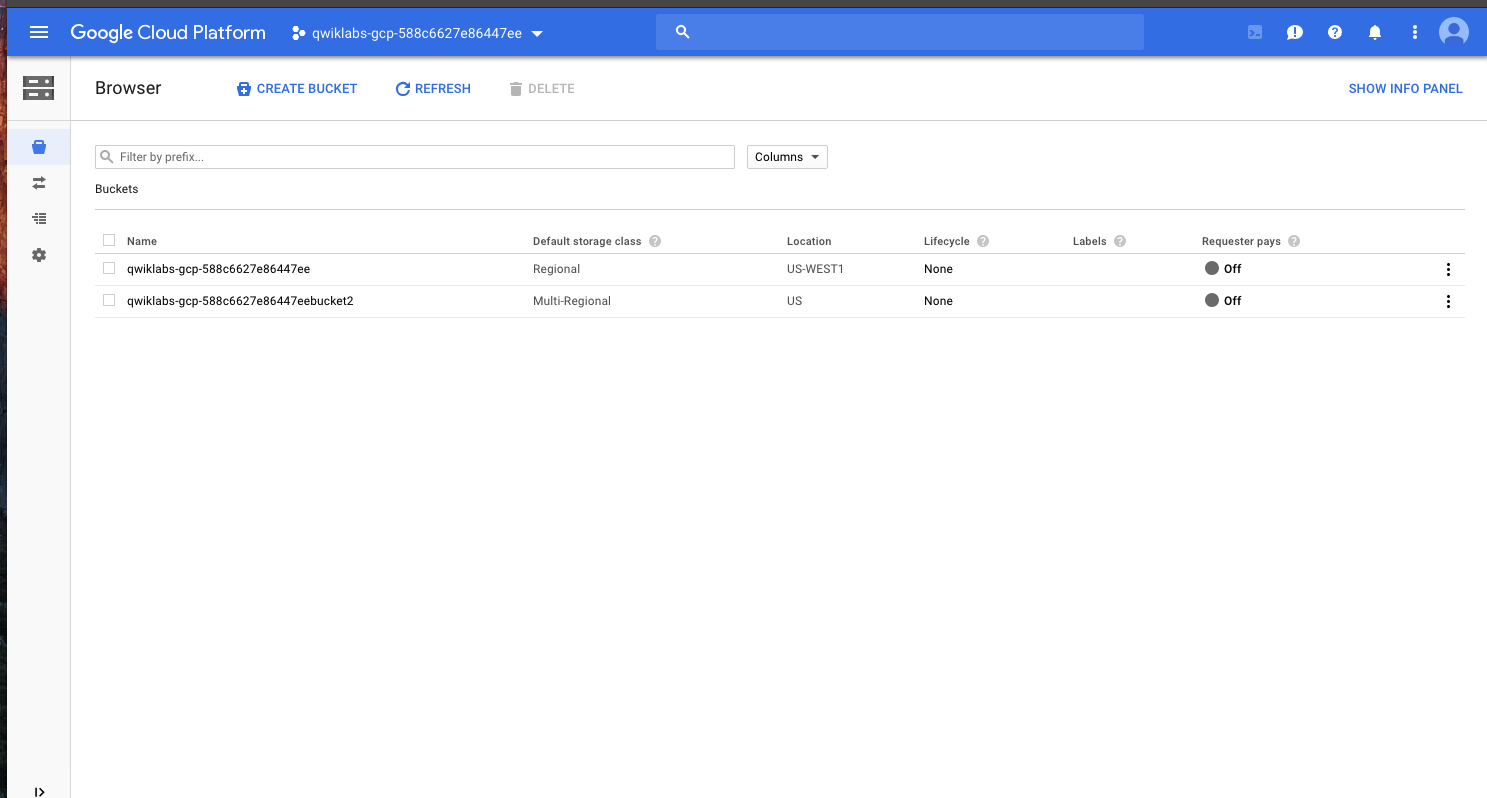 Google Cloud Platform qwiklabs-gcp-588c6627e86447ee
Browser CREATE BUCKET REFRESH DELETE SHOW INFO PANEL
Filter by prefix... Columns
Buckets
Name Default storage class Location Lifecycle Labels Requester pays
qwiklabs-gcp-588c6627e86447ee Regional US-WEST1 None Off
qwiklabs-gcp-588c6627e86447eebucket2 Multi-Regional US None Off